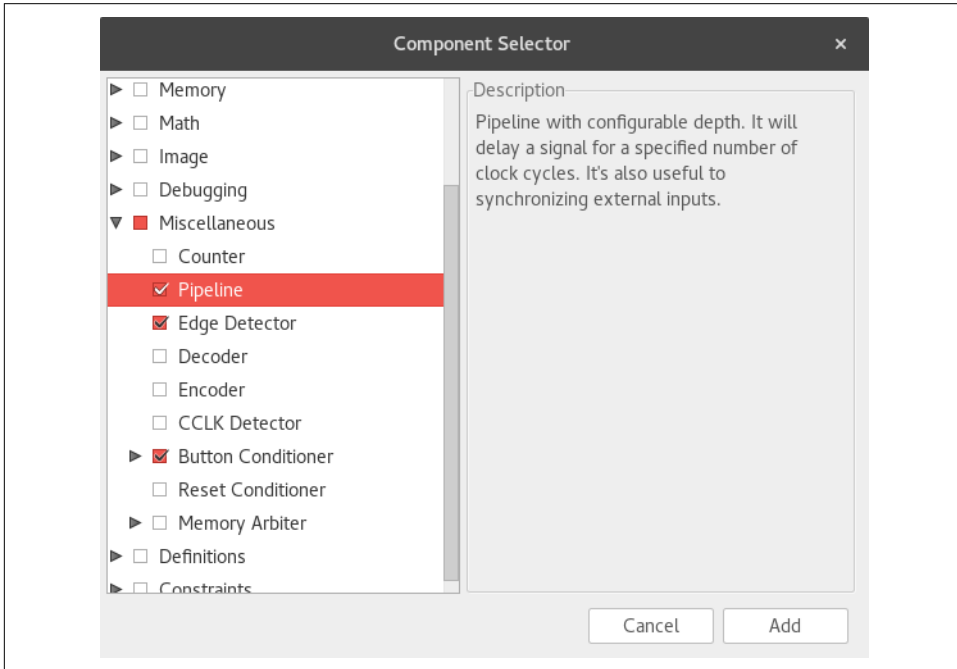 Component Selector
Memory
Math
Image
Debugging
Miscellaneous
Counter
Pipeline
Edge Detector
Decoder
Encoder
CCLK Detector
Button Conditioner
Reset Conditioner
Memory Arbiter
Definitions
Constraints
Description
Pipeline with configurable depth. It will
delay a signal for a specified number of
clock cycles. It's also useful to
synchronizing external inputs.
Cancel
Add